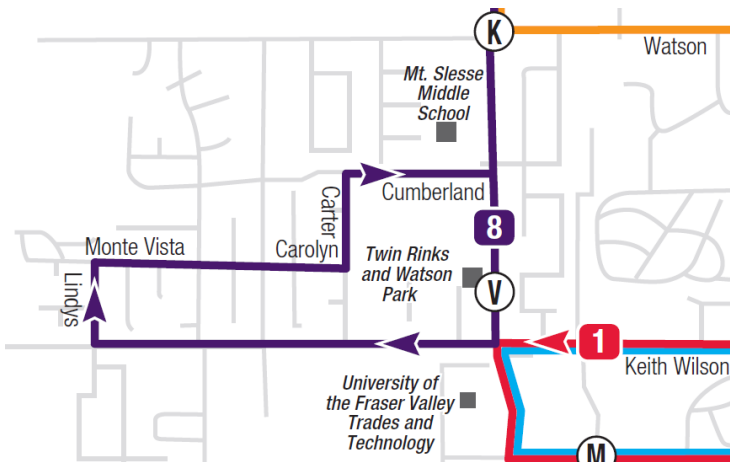 K
Watson
Mt. Slesse
Middle
School
Cumberland
Carter
8
Monte Vista
Carolyn
Twin Rinks
and Watson
Park
Lindys
V
1
Keith Wilson
University of
the Fraser Valley
Trades and
Technology
M